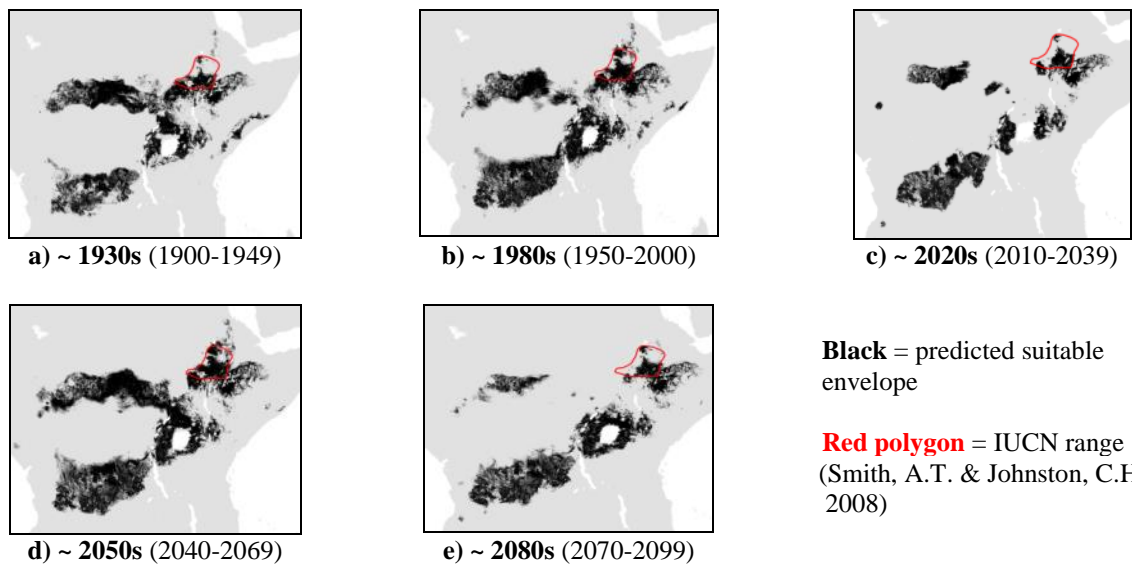 a) ~ 1930s (1900-1949)
b) ~ 1980s (1950-2000)
c) ~ 2020s (2010-2039)
d) ~ 2050s (2040-2069)
e) ~ 2080s (2070-2099)
Black = predicted suitable
envelope
Red polygon = IUCN range
(Smith, A.T. & Johnston, C.H
2008)